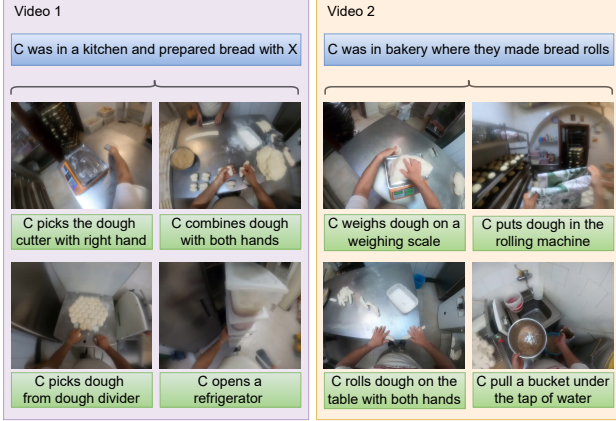 Video 1
C was in a kitchen and prepared bread with X
C picks the dough
cutter with right hand
C combines dough
with both hands
C picks dough
from dough divider
C opens a
refrigerator
Video 2
C was in bakery where they made bread rolls
C weighs dough on a
weighing scale
C puts dough in the
rolling machine
C rolls dough on the
table with both hands
C pull a bucket under
the tap of water